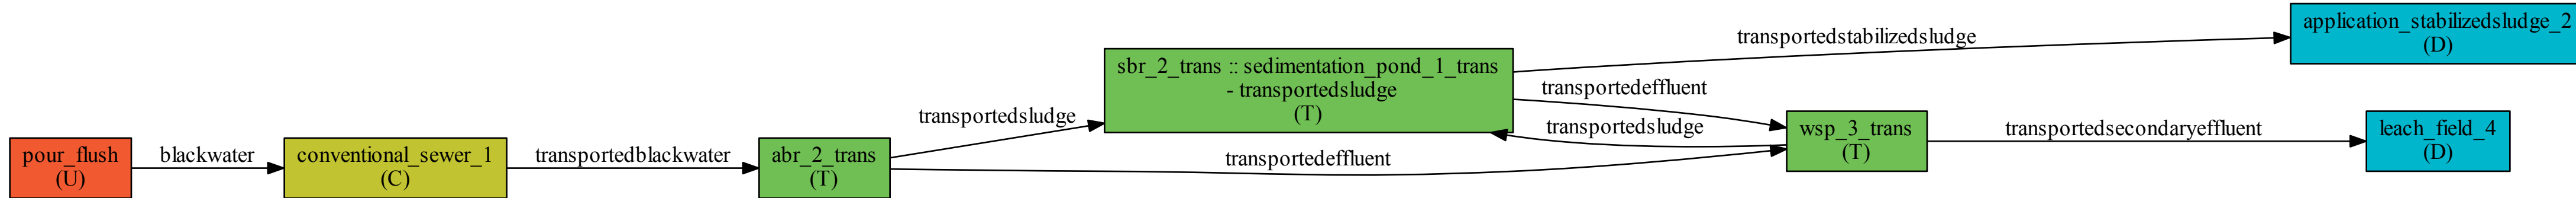 pour_flush
(U)
blackwater
conventional_sewer_1
(C)
transportedblackwater
abr_2_trans
(T)
transportedsludge
transportedeffluent
sbr_2_trans :: sedimentation_pond_1_trans
- transportedsludge
(T)
transportedstabilizedsludge
transportedeffluent
transportedsludge
wsp_3_trans
(T)
transportedsecondaryeffluent
application_stabilizedsludge_2
(D)
leach_field_4
(D)